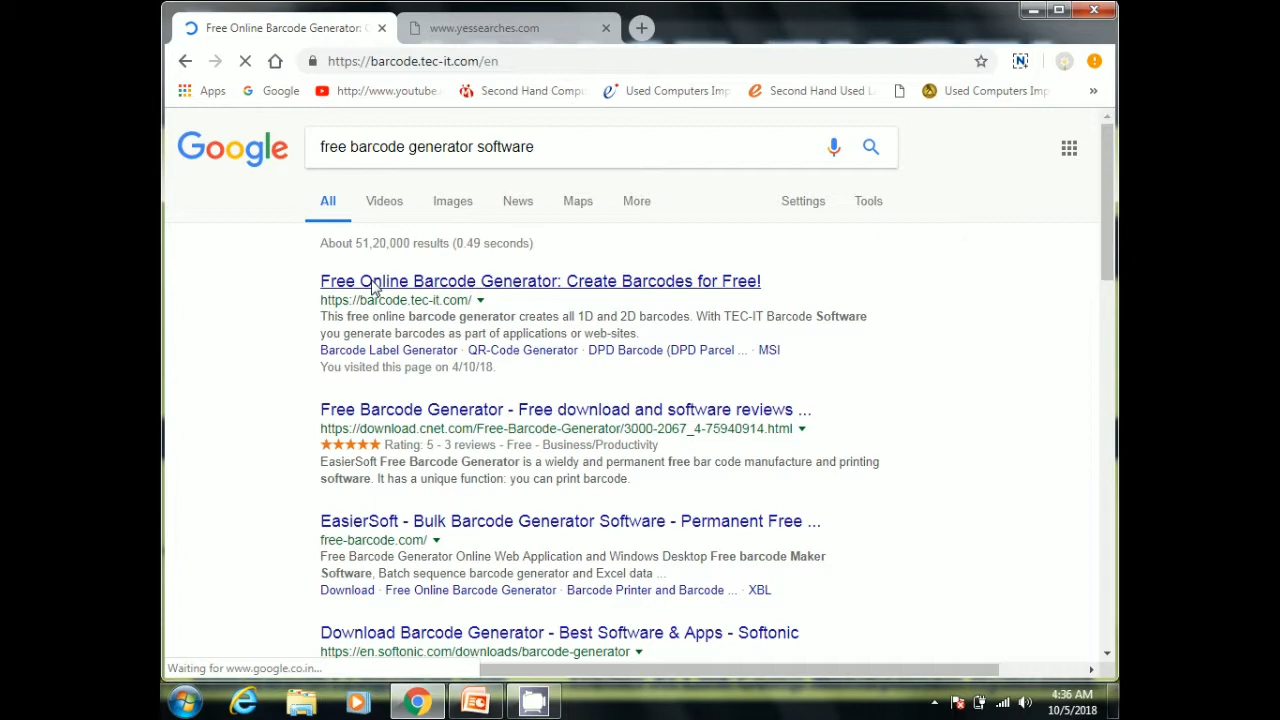 Free Online Barcode Generator: C
www.yessearches.com
https://barcode.tec-it.com/en
Apps
Google
http://www.youtube.
Second Hand Compu
Used Computers Imp
Second Hand Used L
Used Computers Imp
»
Google
free barcode generator software
All
Videos
Images
News
Maps
More
Settings
Tools
About 51,20,000 results (0.49 seconds)
Free Online Barcode Generator: Create Barcodes for Free!
https://barcode.tec-it.com/
This free online barcode generator creates all 1D and 2D barcodes. With TEC-IT Barcode Software
you generate barcodes as part of applications or web-sites.
Barcode Label Generator · QR-Code Generator · DPD Barcode (DPD Parcel ... · MSI
You visited this page on 4/10/18.
Free Barcode Generator - Free download and software reviews ...
https://download.cnet.com/Free-Barcode-Generator/3000-2067_4-75940914.html
★★★★★ Rating: 5 - 3 reviews - Free - Business/Productivity
EasierSoft Free Barcode Generator is a wieldy and permanent free bar code manufacture and printing
software. It has a unique function: you can print barcode.
EasierSoft - Bulk Barcode Generator Software - Permanent Free ...
free-barcode.com/
Free Barcode Generator Online Web Application and Windows Desktop Free barcode Maker
Software, Batch sequence barcode generator and Excel data ...
Download · Free Online Barcode Generator · Barcode Printer and Barcode ... · XBL
Download Barcode Generator - Best Software & Apps - Softonic
https://en.softonic.com/downloads/barcode-generator
Waiting for www.google.co.in...
4:36 AM
10/5/2018